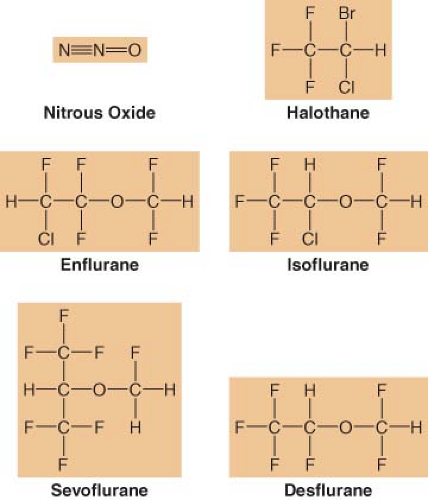 N≡N=O
Nitrous Oxide
F Br
F—C—C—H
F Cl
Halothane
F F F
H—C—C—O—C—H
Cl F F
Enflurane
F H F
F—C—C—O—C—H
F Cl F
Isoflurane
F
F—C—F F
H—C—O—C—H
F—C—F H
F
Sevoflurane
F H F
F—C—C—O—C—H
F F F
Desflurane